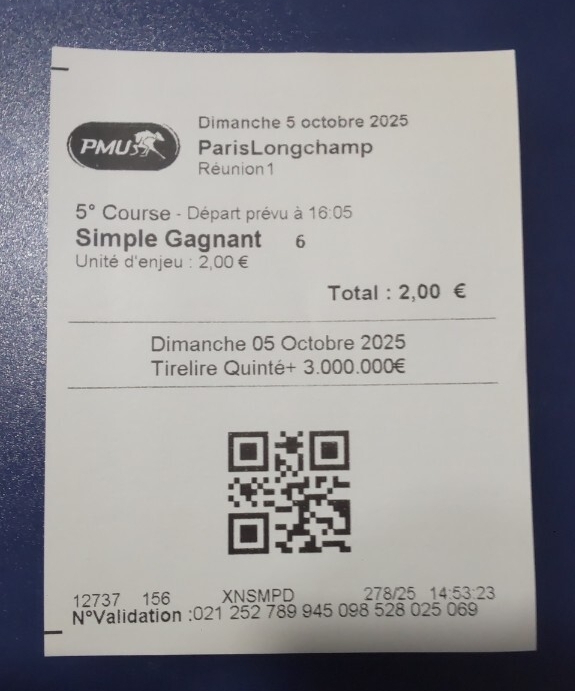 Dimanche 5 octobre 2025
PMU
ParisLongchamp
Réunion 1
5° Course - Départ prévu à 16:05
Simple Gagnant 6
Unité d'enjeu : 2,00 €
Total : 2,00 €
Dimanche 05 Octobre 2025
Tirelire Quinté+ 3.000.000€
12737 156 XNSMPD 278/25 14:53:23
N°Validation :021 252 789 945 098 528 025 069